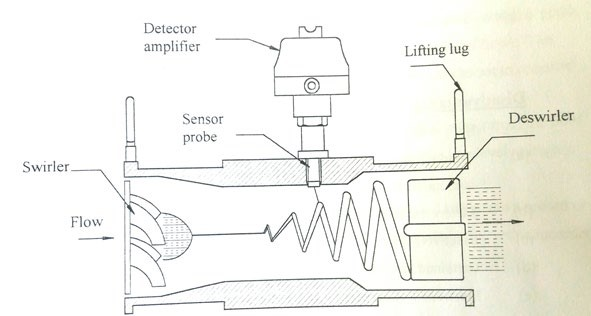 Detector
amplifier
Lifting lug
Sensor
probe
Deswirler
Swirler
Flow